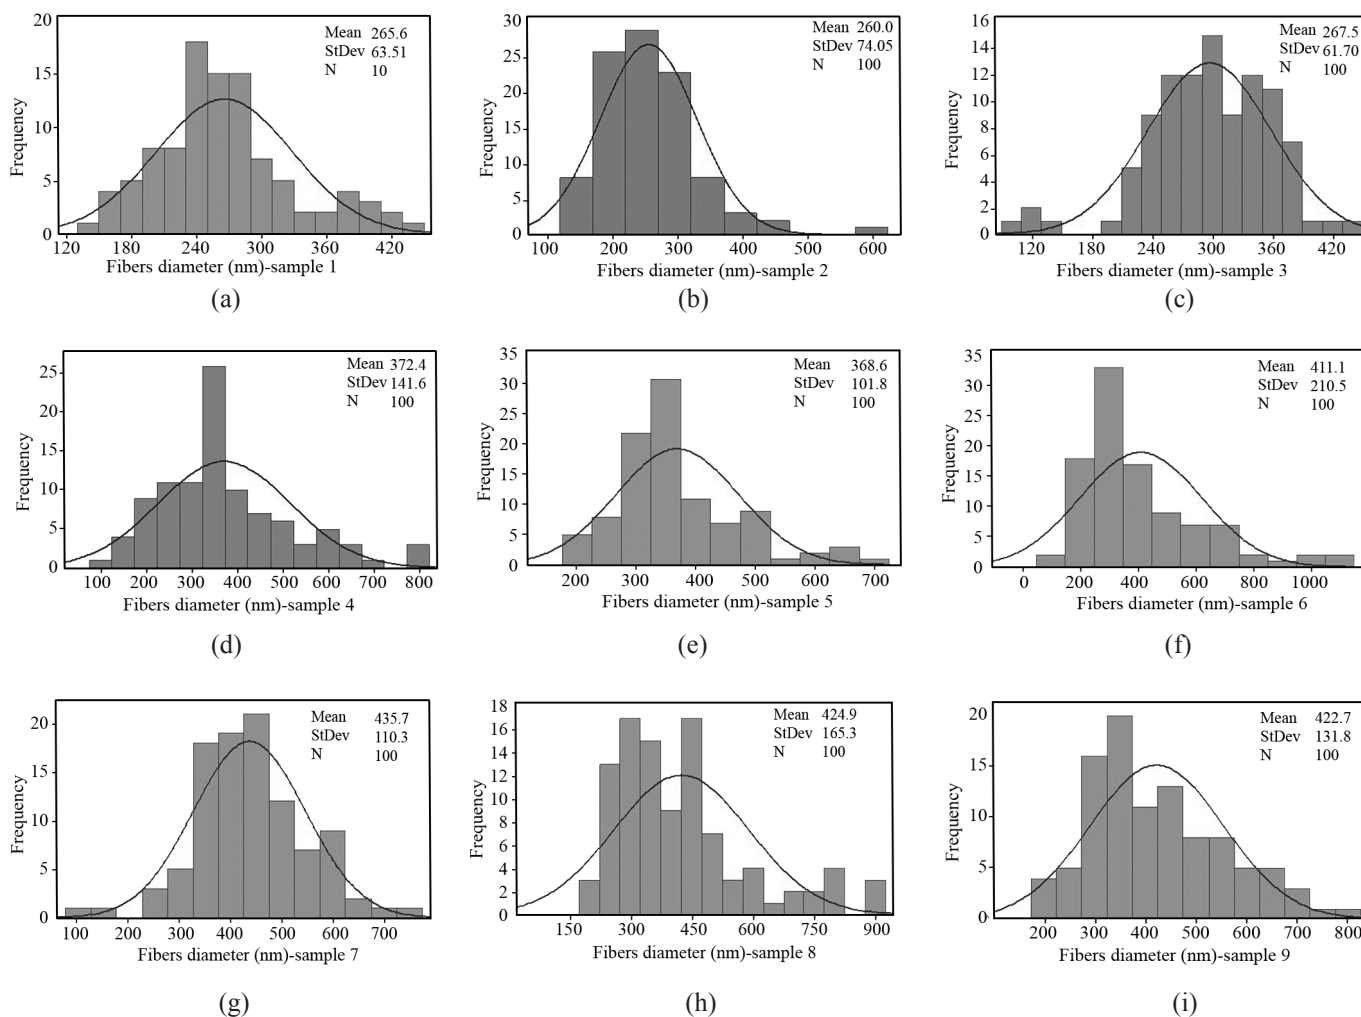 20
15
10
5
0
Frequency
Mean 265.6
StDev 63.51
N 10
120 180 240 300 360 420
Fibers diameter (nm)-sample 1
(a)
30
25
20
15
10
5
0
Frequency
Mean 260.0
StDev 74.05
N 100
100 200 300 400 500 600
Fibers diameter (nm)-sample 2
(b)
16
14
12
10
8
6
4
2
0
Frequency
Mean 267.5
StDev 61.70
N 100
120 180 240 300 360 420
Fibers diameter (nm)-sample 3
(c)
25
20
15
10
5
0
Frequency
Mean 372.4
StDev 141.6
N 100
100 200 300 400 500 600 700 800
Fibers diameter (nm)-sample 4
(d)
35
30
25
20
15
10
5
0
Frequency
Mean 368.6
StDev 101.8
N 100
200 300 400 500 600 700
Fibers diameter (nm)-sample 5
(e)
35
30
25
20
15
10
5
0
Frequency
Mean 411.1
StDev 210.5
N 100
0 200 400 600 800 1000
Fibers diameter (nm)-sample 6
(f)
20
15
10
5
0
Frequency
Mean 435.7
StDev 110.3
N 100
100 200 300 400 500 600 700
Fibers diameter (nm)-sample 7
(g)
18
16
14
12
10
8
6
4
2
0
Frequency
Mean 424.9
StDev 165.3
N 100
150 300 450 600 750 900
Fibers diameter (nm)-sample 8
(h)
20
15
10
5
0
Frequency
Mean 422.7
StDev 131.8
N 100
200 300 400 500 600 700 800
Fibers diameter (nm)-sample 9
(i)